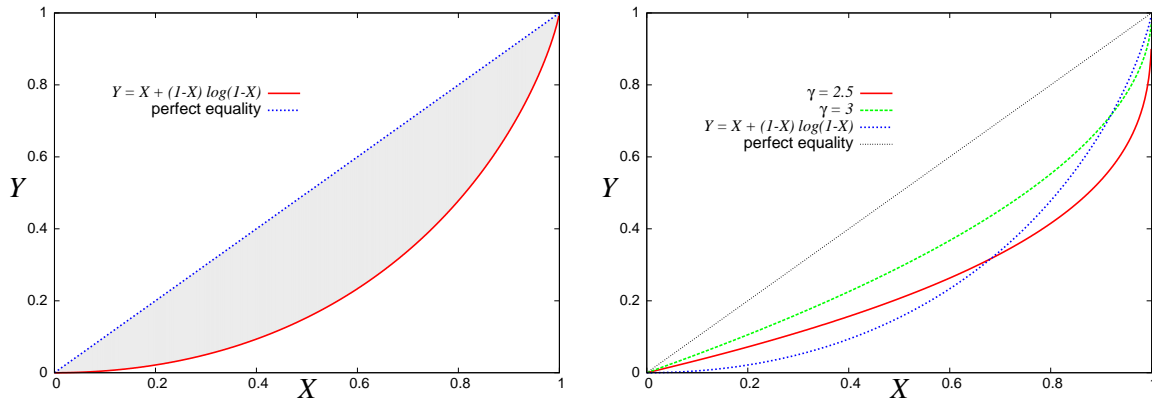 1
0.8
0.6
0.4
0.2
0
0
0.2
0.4
0.6
0.8
1
Y
X
Y = X + (1-X) log(1-X)
perfect equality
1
0.8
0.6
0.4
0.2
0
0
0.2
0.4
0.6
0.8
1
Y
X
γ = 2.5
γ = 3
Y = X + (1-X) log(1-X)
perfect equality